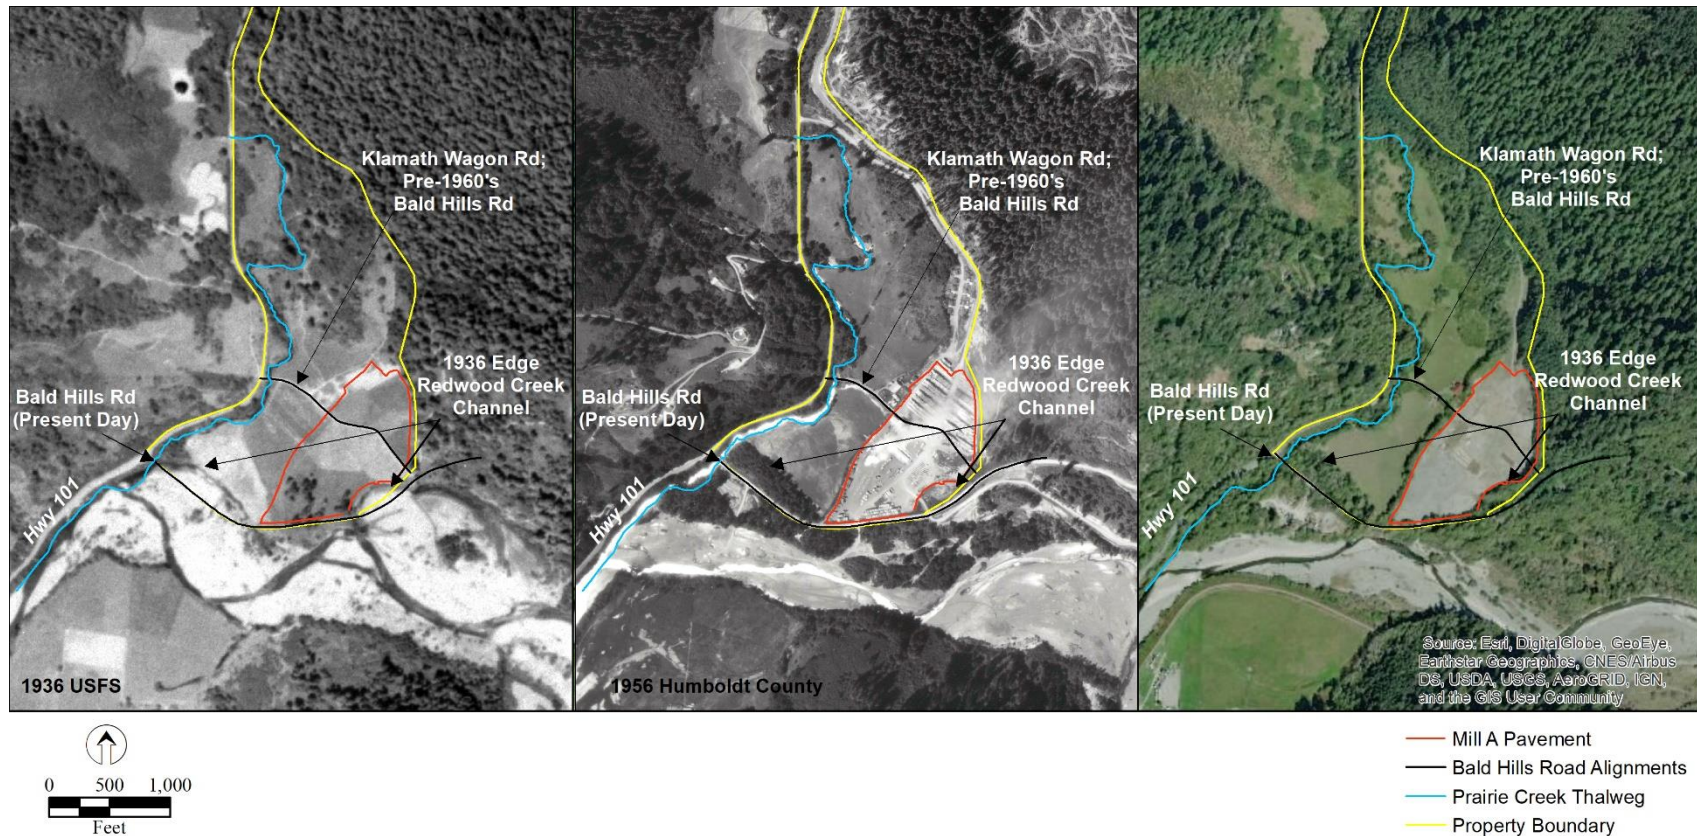 Klamath Wagon Rd;
Pre-1960's
Bald Hills Rd
1936 Edge
Redwood Creek
Channel
Bald Hills Rd
(Present Day)
Hwy 101
1936 USFS
Klamath Wagon Rd;
Pre-1960's
Bald Hills Rd
1936 Edge
Redwood Creek
Channel
Bald Hills Rd
(Present Day)
Hwy 101
1956 Humboldt County
Klamath Wagon Rd;
Pre-1960's
Bald Hills Rd
1936 Edge
Redwood Creek
Channel
Bald Hills Rd
(Present Day)
Hwy 101
Source: Esri, DigitalGlobe, GeoEye,
Earthstar Geographics, CNES/Airbus
DS, USDA, USGS, AeroGRID, IGN,
and the GIS User Community
0 500 1,000
Feet
Mill A Pavement
Bald Hills Road Alignments
Prairie Creek Thalweg
Property Boundary